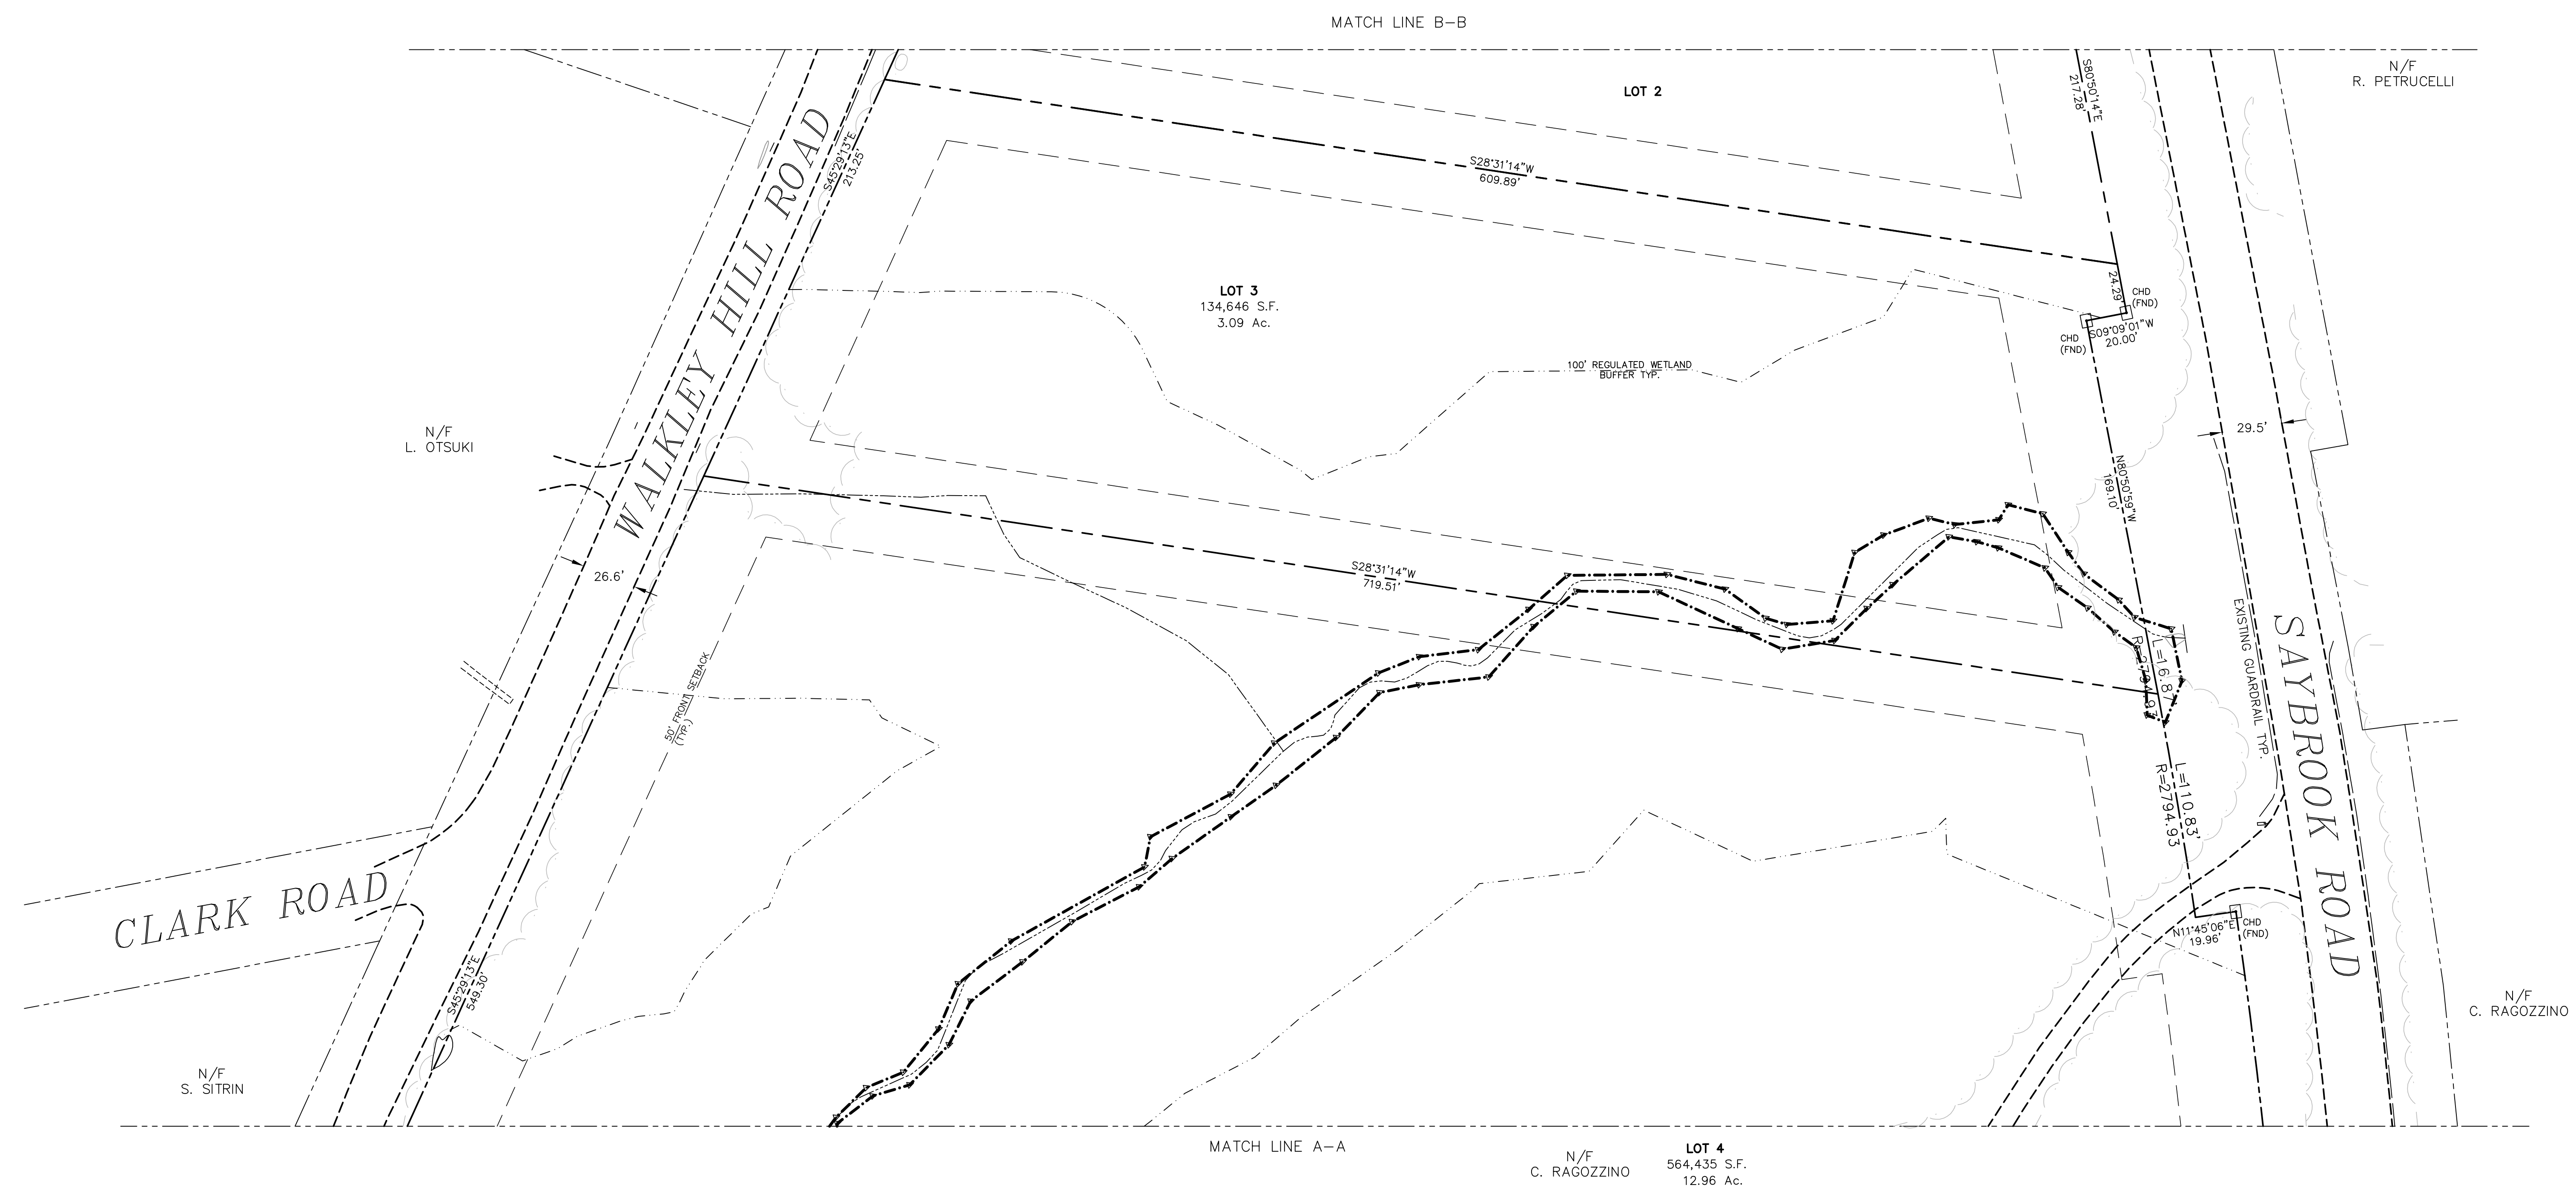 MATCH LINE B-B
N/F
R. PETRUCELLI
LOT 2
S80°50'14"E
217.28'
WALKLEY HILL ROAD
S45°29'13"E
213.25'
S28°31'14"W
609.89'
24.29'
CHD
(FND)
LOT 3
134,646 S.F.
3.09 Ac.
CHD
(FND)
S09°09'01"W
20.00'
100' REGULATED WETLAND
BUFFER TYP.
N/F
L. OTSUKI
29.5'
N80°50'59"W
169.10'
26.6'
S28°31'14"W
719.51'
50' FRONT SETBACK
(TYP.)
L=16.87'
R=2794.93
EXISTING GUARDRAIL TYP.
SAYBROOK ROAD
L=110.83'
R=2794.93
CLARK ROAD
N11°45'06"E
19.96'
CHD
(FND)
S45°29'13"E
549.30'
N/F
C. RAGOZZINO
N/F
S. SITRIN
MATCH LINE A-A
N/F
C. RAGOZZINO
LOT 4
564,435 S.F.
12.96 Ac.